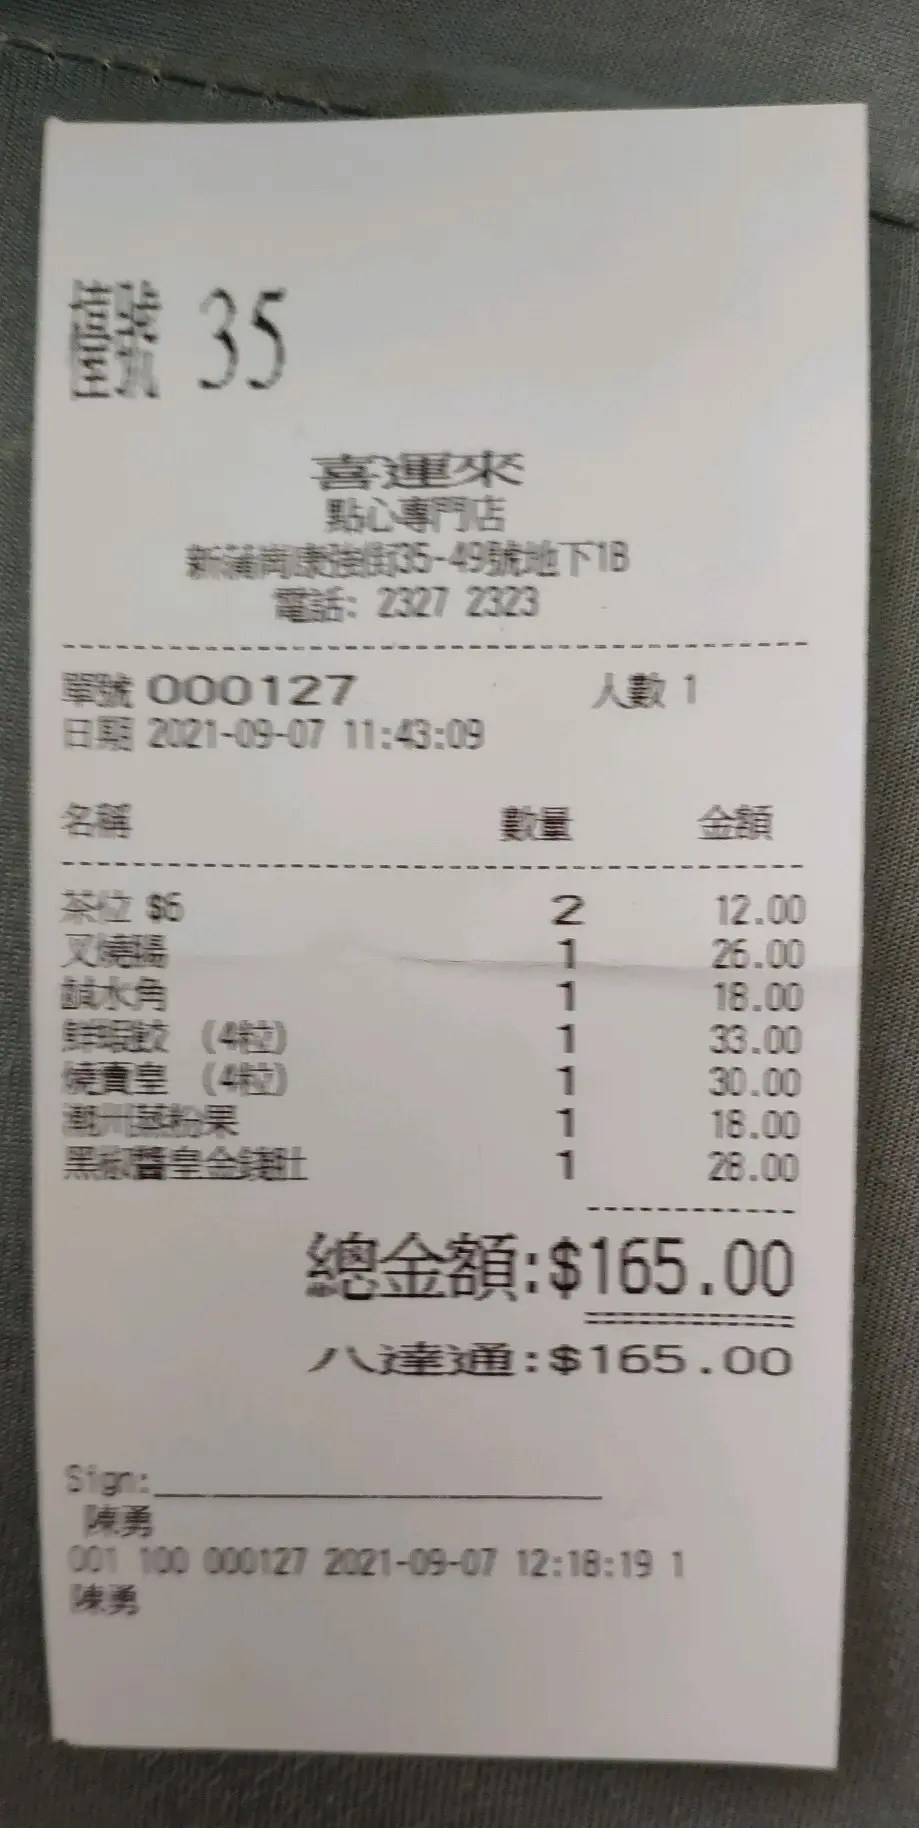 檯號 35
喜運來
點心專門店
新蒲崗康強街35-49號地下1B
電話: 2327 2323
單號 000127 人數 1
日期 2021-09-07 11:43:09
名稱 數量 金額
茶位 $6 2 12.00
叉燒腸 1 26.00
鹹水角 1 18.00
鮮蝦餃 (4粒) 1 33.00
燒賣皇 (4粒) 1 30.00
潮州蒸粉果 1 18.00
黑椒醬皇金錢肚 1 28.00
總金額:$165.00
八達通:$165.00
Sign:
陳勇
001 100 000127 2021-09-07 12:18:19 1
陳勇